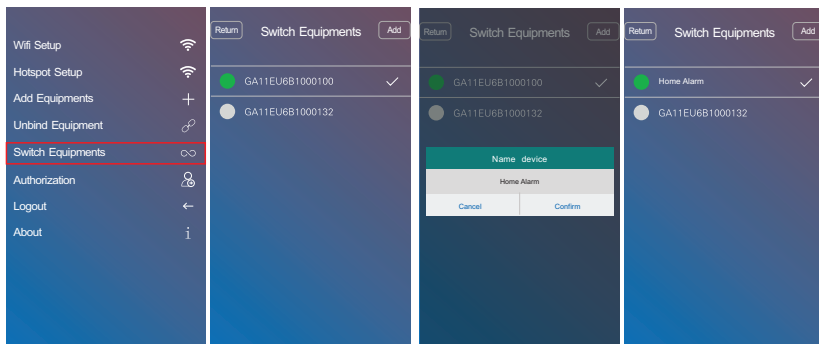 Wifi Setup
Hotspot Setup
Add Equipments
Unbind Equipment
Switch Equipments
Authorization
Logout
About
Return Switch Equipments Add
GA11EU6B1000100
GA11EU6B1000132
Return Switch Equipments Add
GA11EU6B1000100
GA11EU6B1000132
Name device
Home Alarm
Cancel Confirm
Return Switch Equipments Add
Home Alarm
GA11EU6B1000132